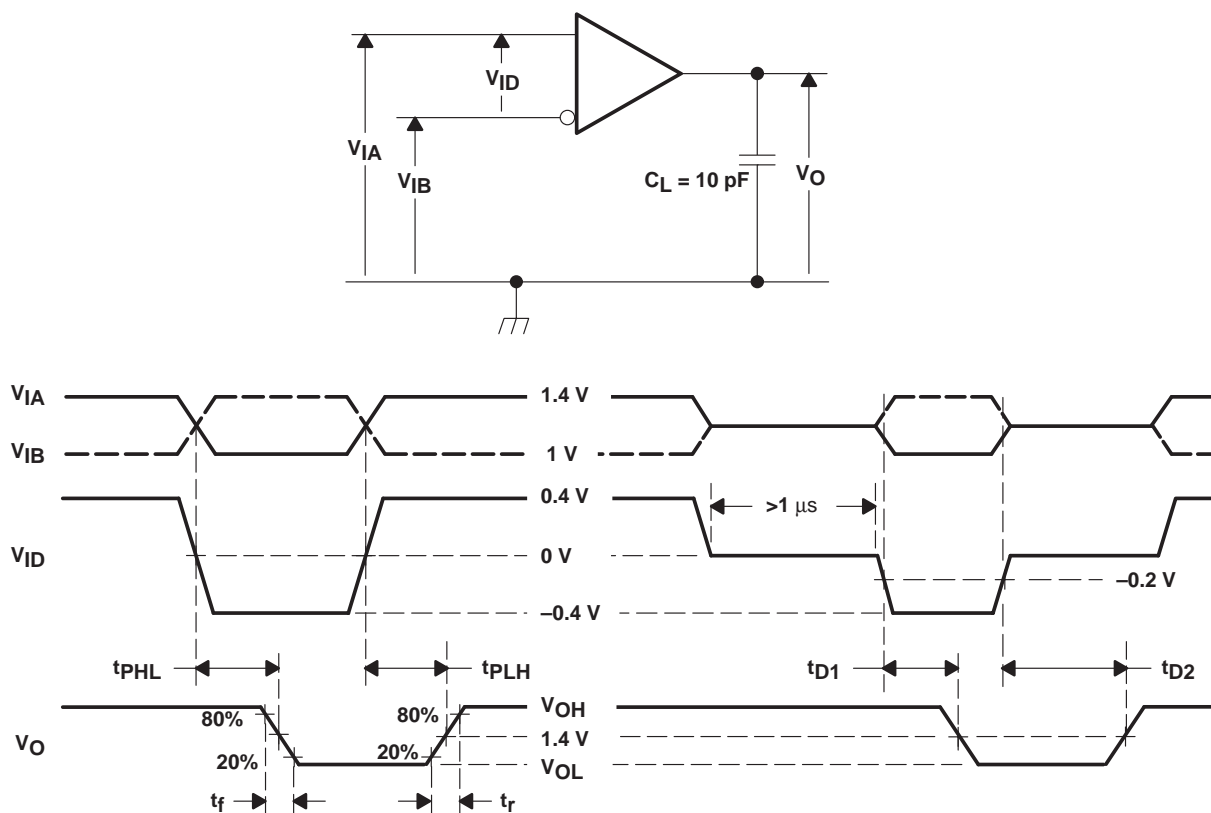 VID
VIA
VIB
CL = 10 pF
VO
VIA
1.4 V
VIB
1 V
0.4 V
>1 μs
VID
0 V
–0.2 V
–0.4 V
tPHL
tPLH
tD1
tD2
VOH
80%
80%
VO
1.4 V
20%
20%
VOL
tf
tr